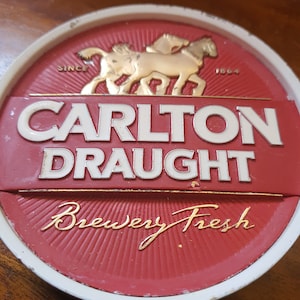 SINCE 1864
CARLTON
DRAUGHT
Brewery Fresh